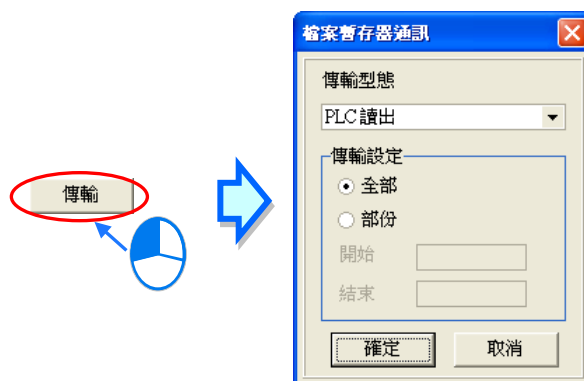 傳輸
檔案暫存器通訊
傳輸型態
PLC 讀出
傳輸設定
全部
部份
開始
結束
確定
取消